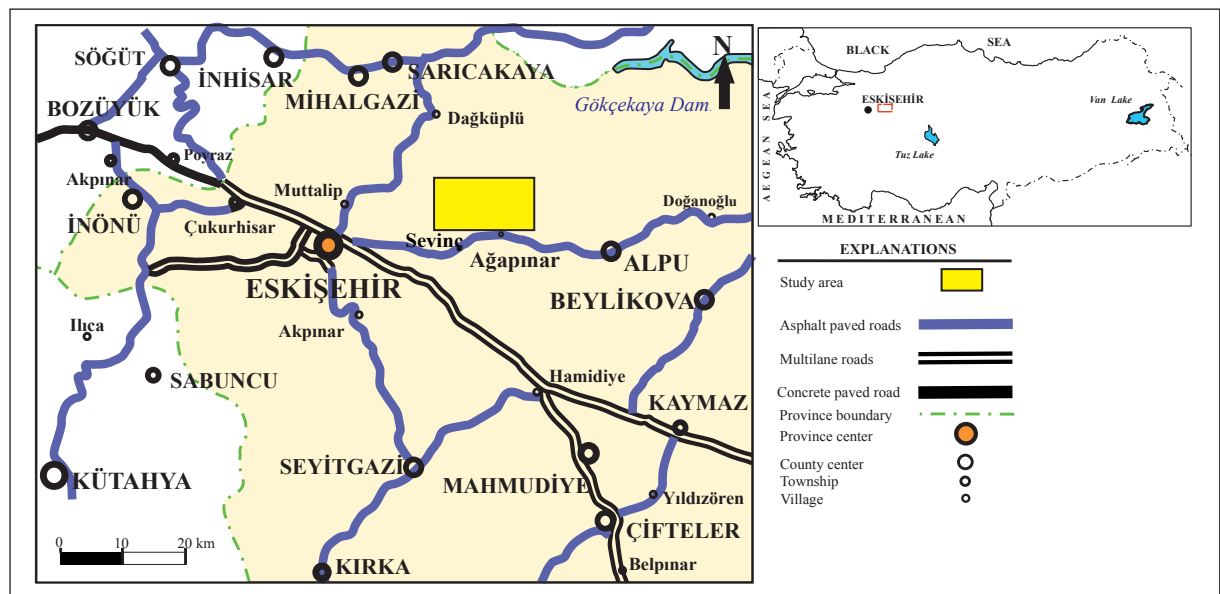 SÖĞÜT
İNHİSAR
MİHALGAZİ
SARICAKAYA
N
Gökçekaya Dam.
BOZÜYÜK
Dağküplü
Poyraz
Akpınar
Muttalip
İNÖNÜ
Çukurhisar
Doğanoğlu
Sevinç
Ağapınar
ALPU
ESKİŞEHİR
BEYLİKOVA
Akpınar
Ilıca
SABUNCU
Hamidiye
KAYMAZ
SEYİTGAZİ
MAHMUDİYE
KÜTAHYA
Yıldızören
ÇİFTELER
0 10 20 km
KIRKA
Belpınar
BLACK SEA
AEGEAN SEA
ESKİŞEHİR
Van Lake
Tuz Lake
MEDITERRANEAN
EXPLANATIONS
Study area
Asphalt paved roads
Multilane roads
Concrete paved road
Province boundary
Province center
County center
Township
Village